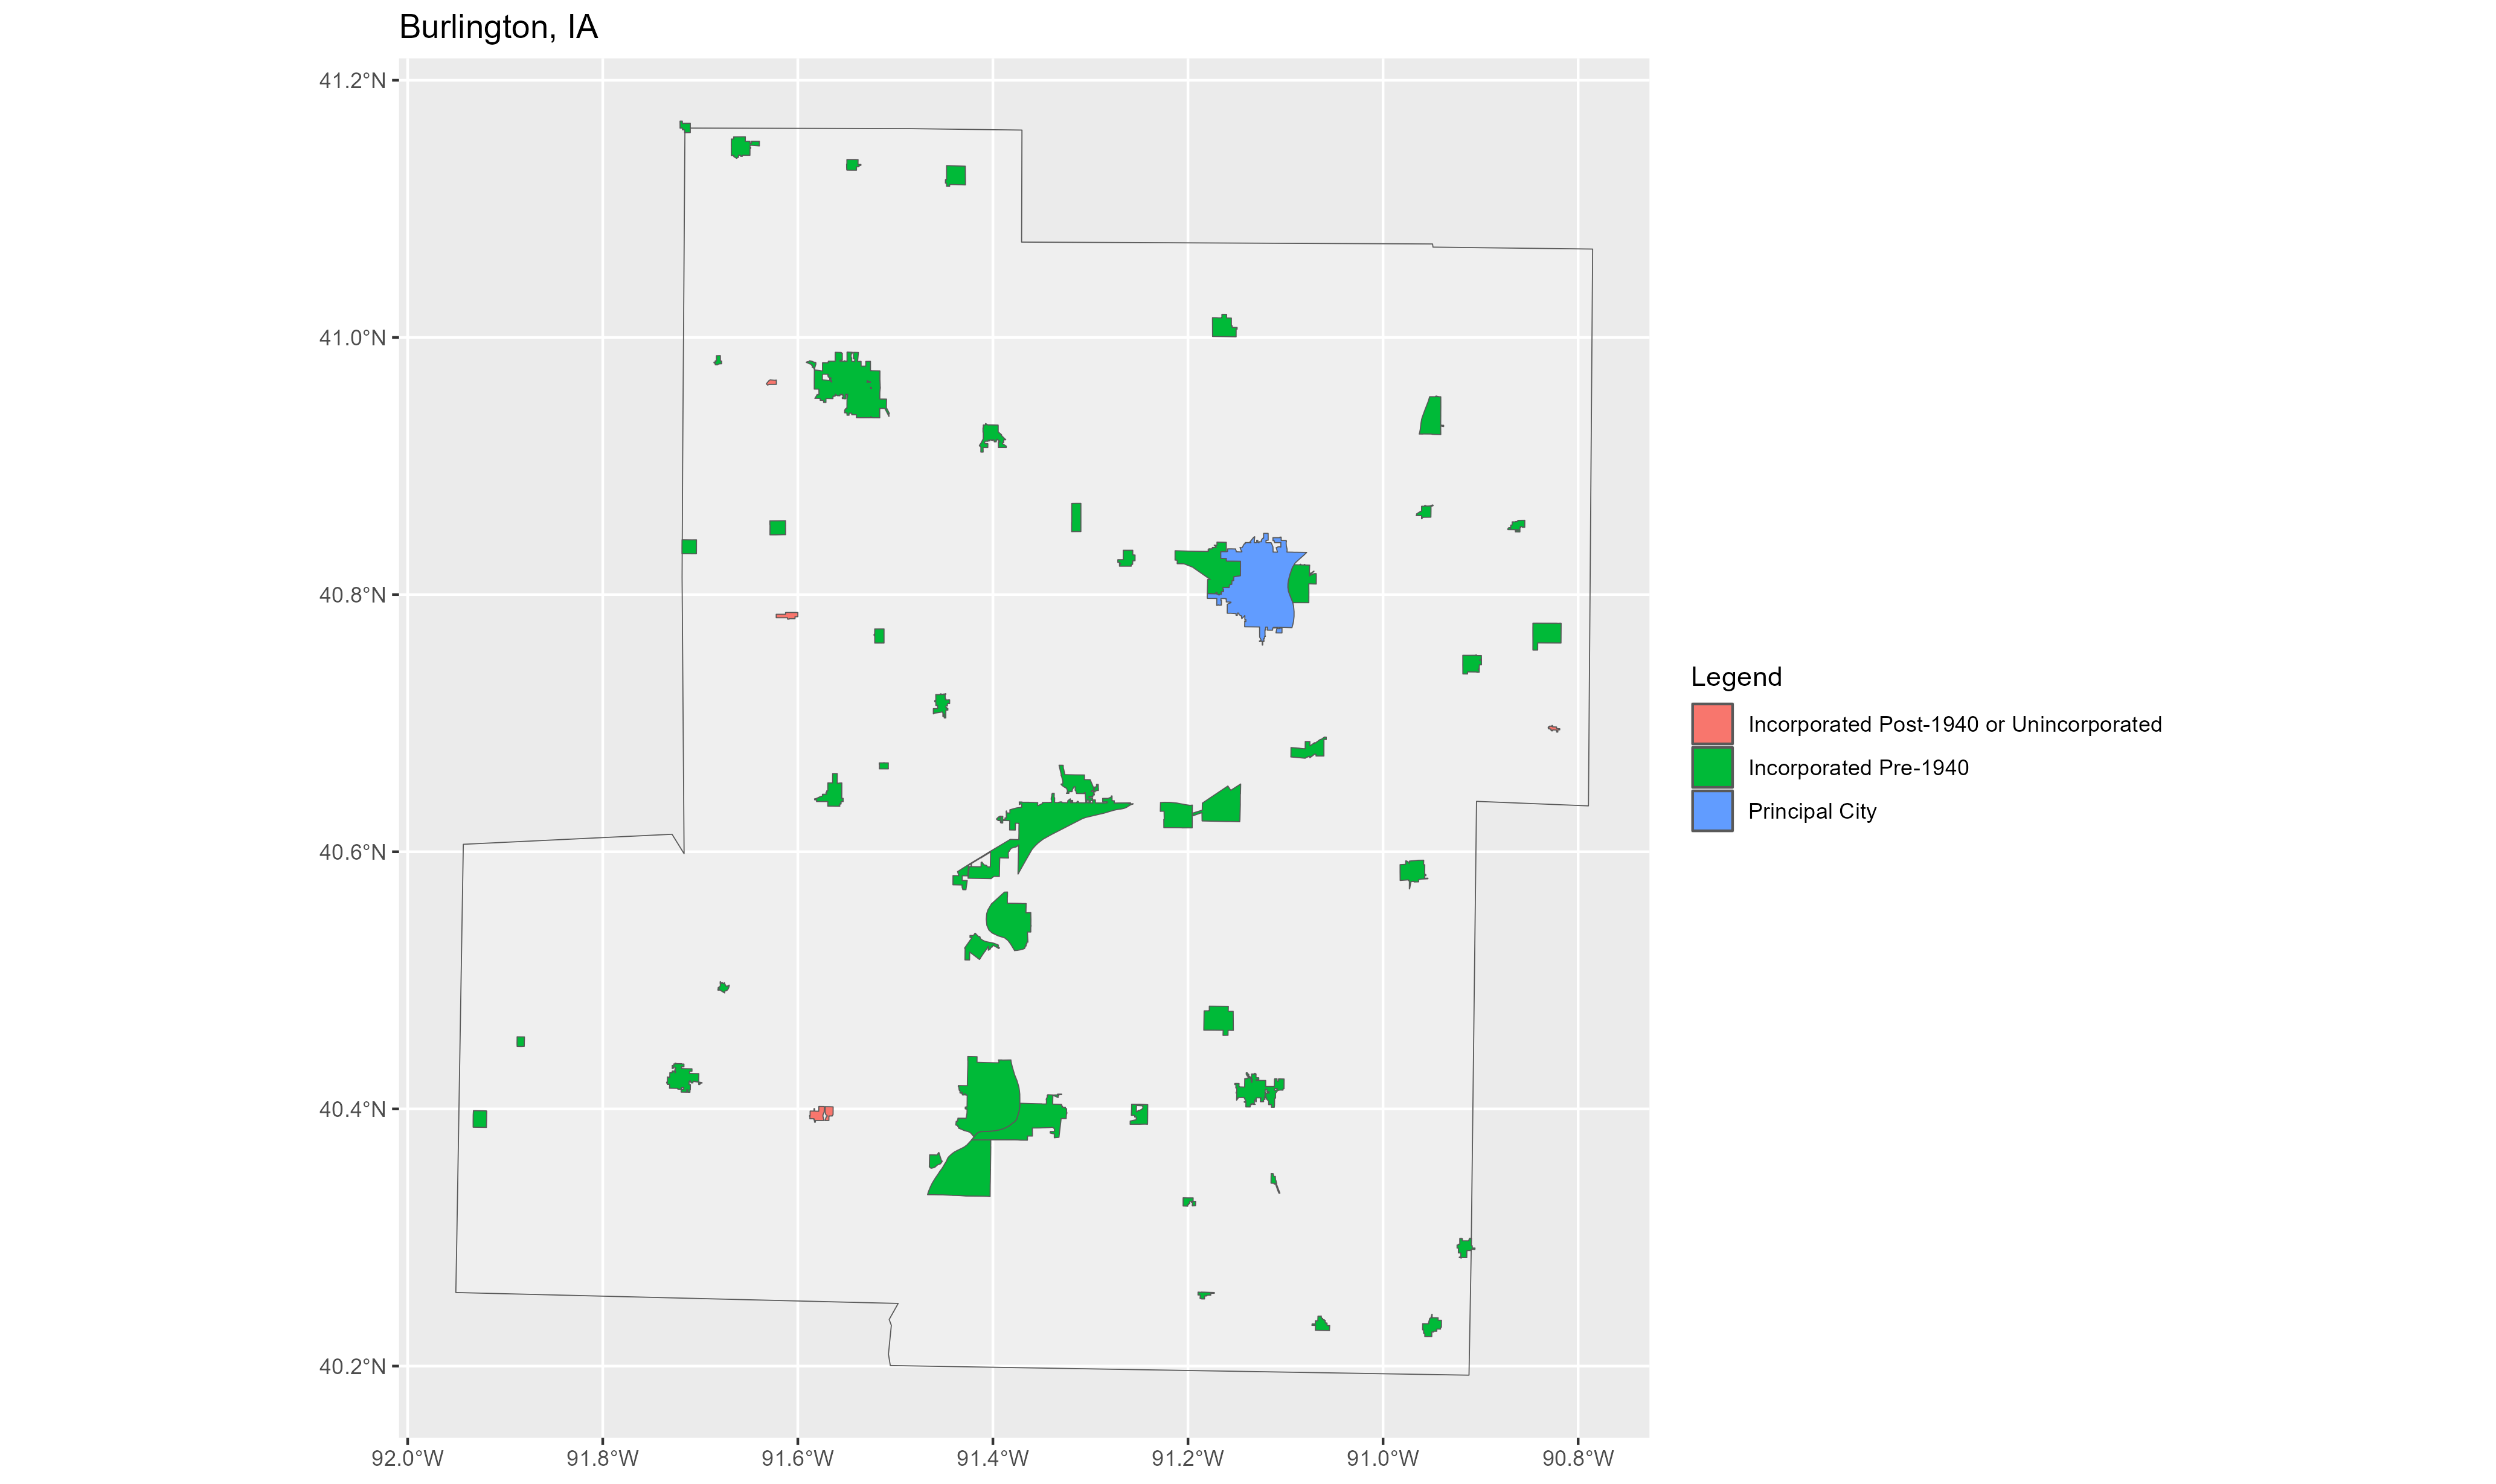 Burlington, IA
41.2°N
41.0°N
40.8°N
40.6°N
40.4°N
40.2°N
92.0°W
91.8°W
91.6°W
91.4°W
91.2°W
91.0°W
90.8°W
Legend
Incorporated Post-1940 or Unincorporated
Incorporated Pre-1940
Principal City